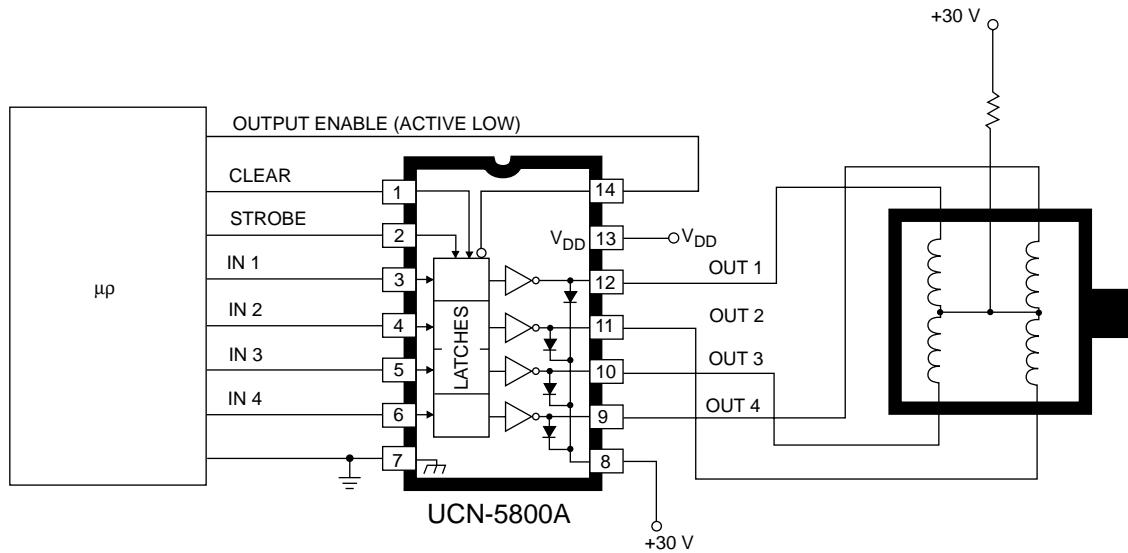 +30 V
OUTPUT ENABLE (ACTIVE LOW)
CLEAR
1
14
STROBE
2
VDD
13
VDD
IN 1
3
12
OUT 1
μρ
IN 2
4
LATCHES
11
OUT 2
IN 3
5
10
OUT 3
IN 4
6
9
OUT 4
7
8
UCN-5800A
+30 V